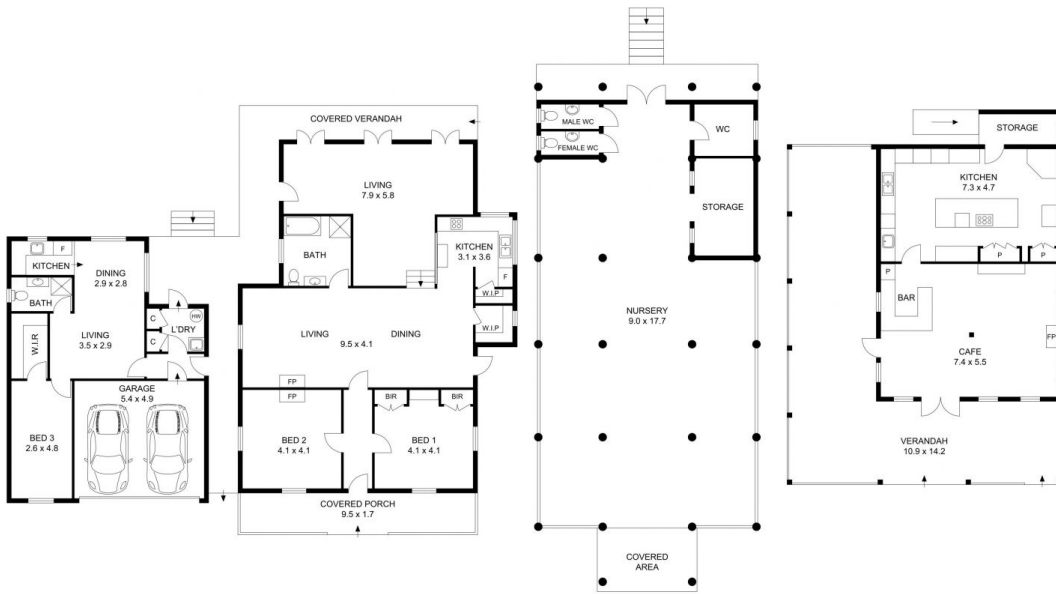 F
KITCHEN
DINING
2.9 x 2.8
BATH
LIVING
3.5 x 2.9
W.I.R
C
C
L'DRY
HW
GARAGE
5.4 x 4.9
BED 3
2.6 x 4.8
COVERED VERANDAH
LIVING
7.9 x 5.8
BATH
KITCHEN
3.1 x 3.6
F
W.I.P
W.I.P
LIVING
DINING
9.5 x 4.1
FP
FP
BIR
BIR
BED 2
4.1 x 4.1
BED 1
4.1 x 4.1
COVERED PORCH
9.5 x 1.7
MALE WC
FEMALE WC
WC
STORAGE
NURSERY
9.0 x 17.7
COVERED
AREA
STORAGE
KITCHEN
7.3 x 4.7
P
P
P
BAR
FP
CAFE
7.4 x 5.5
VERANDAH
10.9 x 14.2